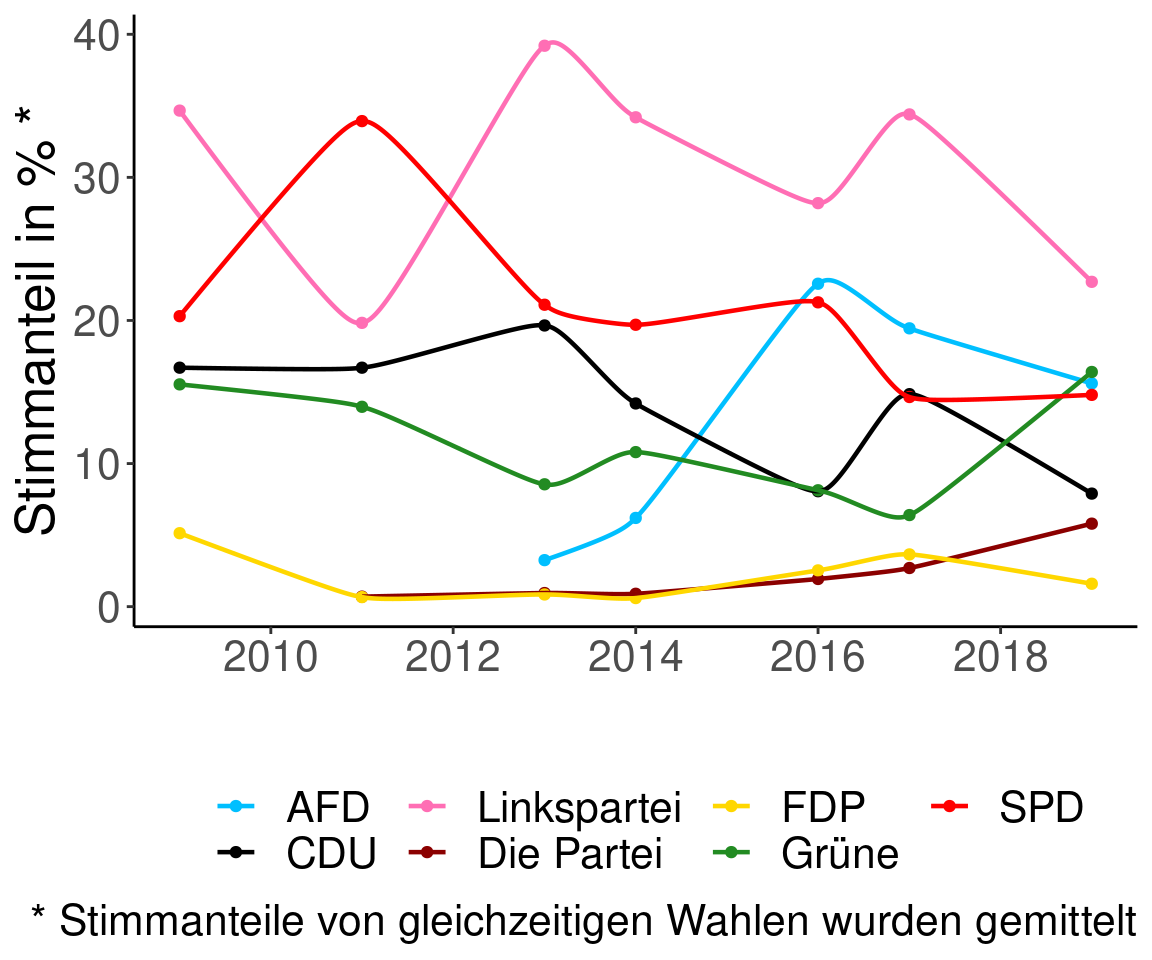 Stimmanteil in % *
40
30
20
10
0
2010 2012 2014 2016 2018
AFD Linkspartei FDP SPD
CDU Die Partei Grüne
* Stimmanteile von gleichzeitigen Wahlen wurden gemittelt